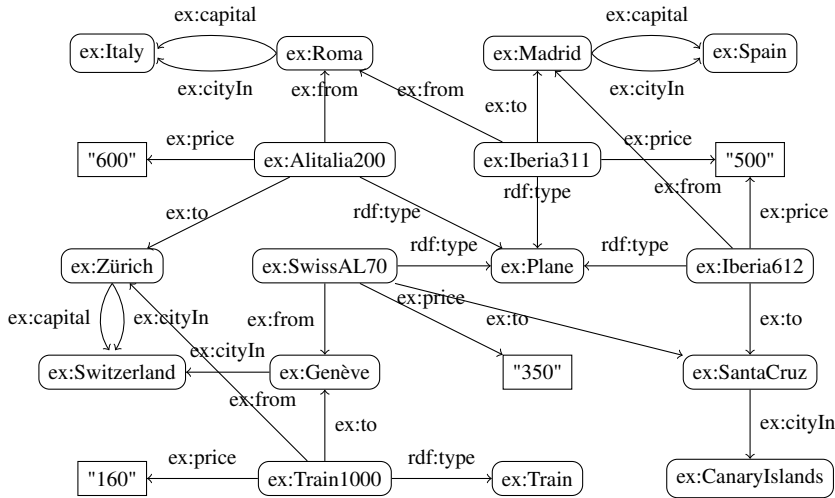 ex:capital ex:capital
ex:Italy ex:Roma ex:Madrid ex:Spain
ex:cityIn ex:from ex:from ex:cityIn
ex:to
ex:price ex:price
"600" ex:Alitalia200 ex:Iberia311 "500"
rdf:type ex:from
ex:to rdf:type ex:price
ex:Zürich ex:SwissAL70 rdf:type ex:Plane rdf:type ex:Iberia612
ex:price
ex:capital ex:cityIn ex:from ex:to ex:to
ex:cityIn
ex:Switzerland ex:Genève "350" ex:SantaCruz
ex:from
ex:to ex:cityIn
ex:price rdf:type
"160" ex:Train1000 ex:Train ex:CanaryIslands